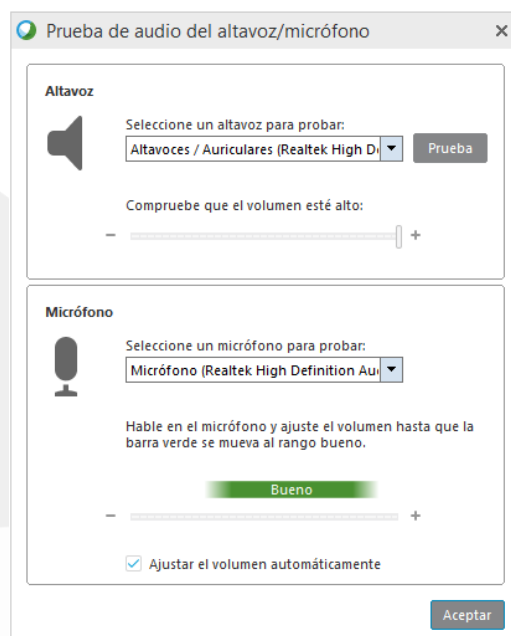 Prueba de audio del altavoz/micrófono
Altavoz
Seleccione un altavoz para probar:
Altavoces / Auriculares (Realtek High D
Prueba
Compruebe que el volumen esté alto:
- +
Micrófono
Seleccione un micrófono para probar:
Micrófono (Realtek High Definition Au
Hable en el micrófono y ajuste el volumen hasta que la
barra verde se mueva al rango bueno.
Bueno
- +
Ajustar el volumen automáticamente
Aceptar